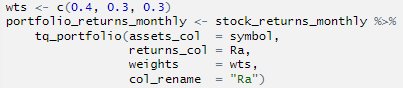 wts <- c(0.4, 0.3, 0.3)
portfolio_returns_monthly <- stock_returns_monthly %>%
    tq_portfolio(assets_col  = symbol,
                 returns_col = Ra,
                 weights     = wts,
                 col_rename  = "Ra")